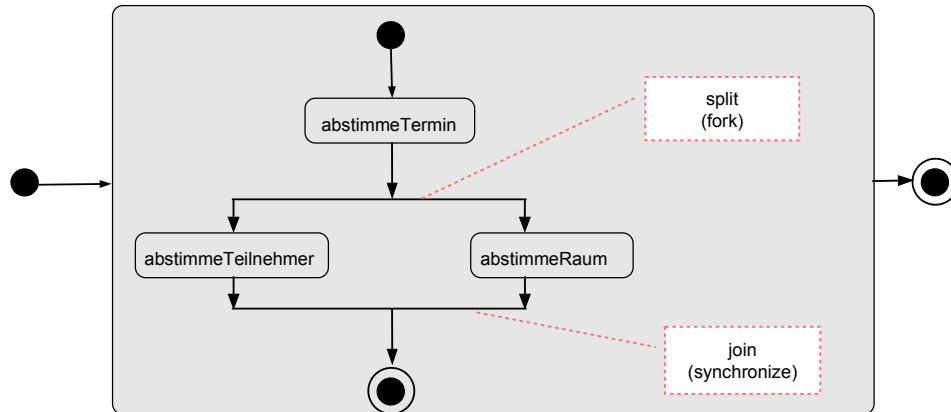 split
(fork)
abstimmeTermin
abstimmeTeilnehmer
abstimmeRaum
join
(synchronize)